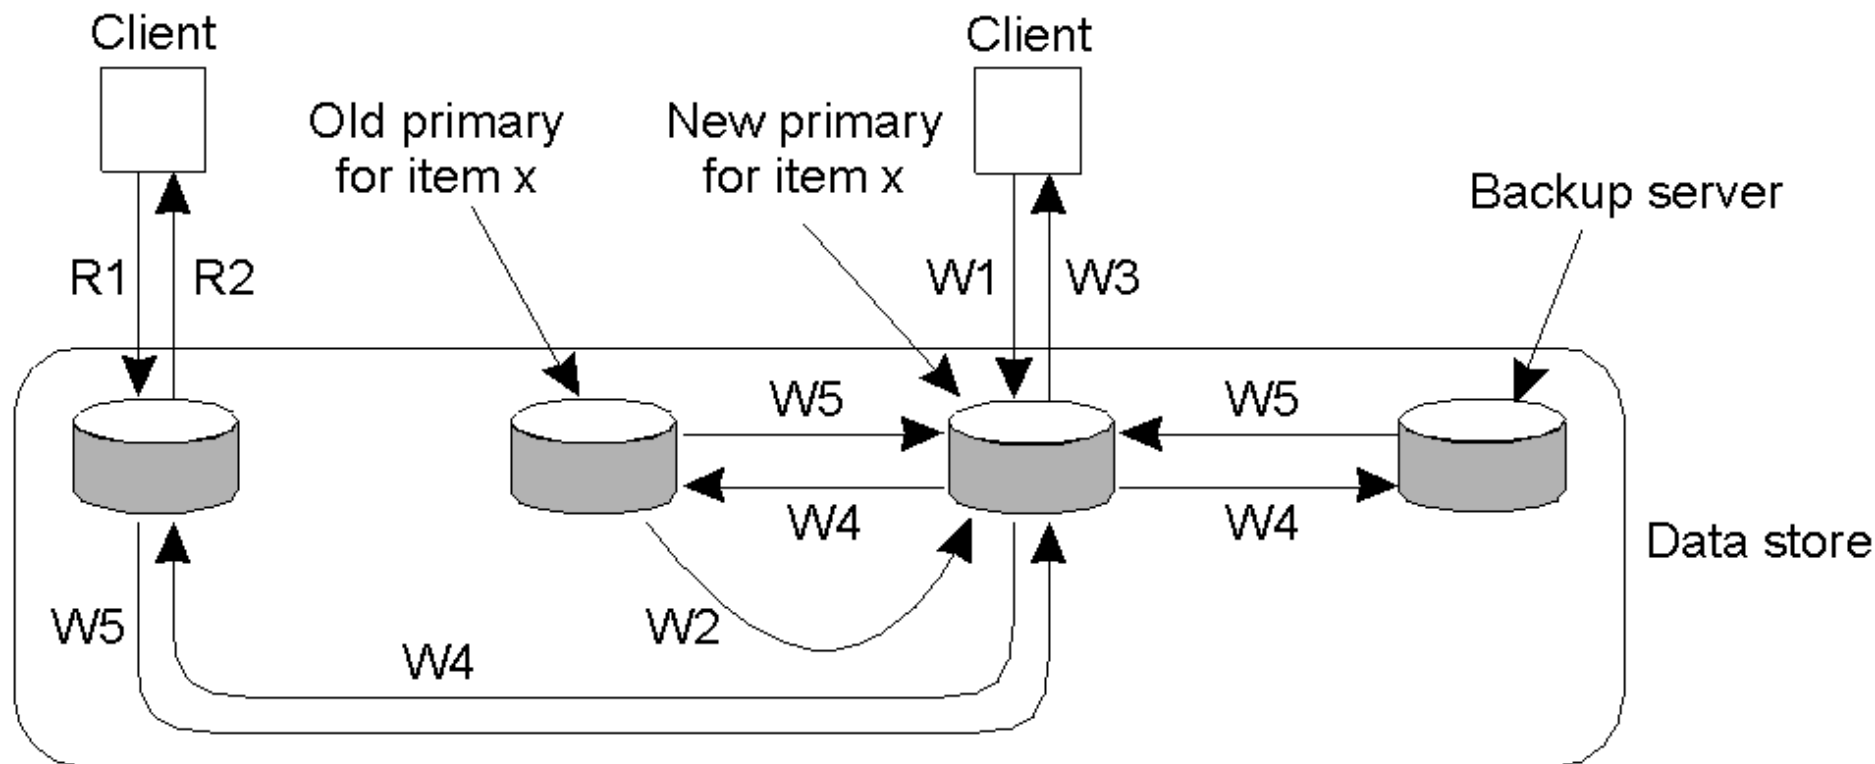 Client
Client
Old primary
for item x
New primary
for item x
Backup server
R1
R2
W1
W3
W5
W5
W4
W4
Data store
W5
W2
W4